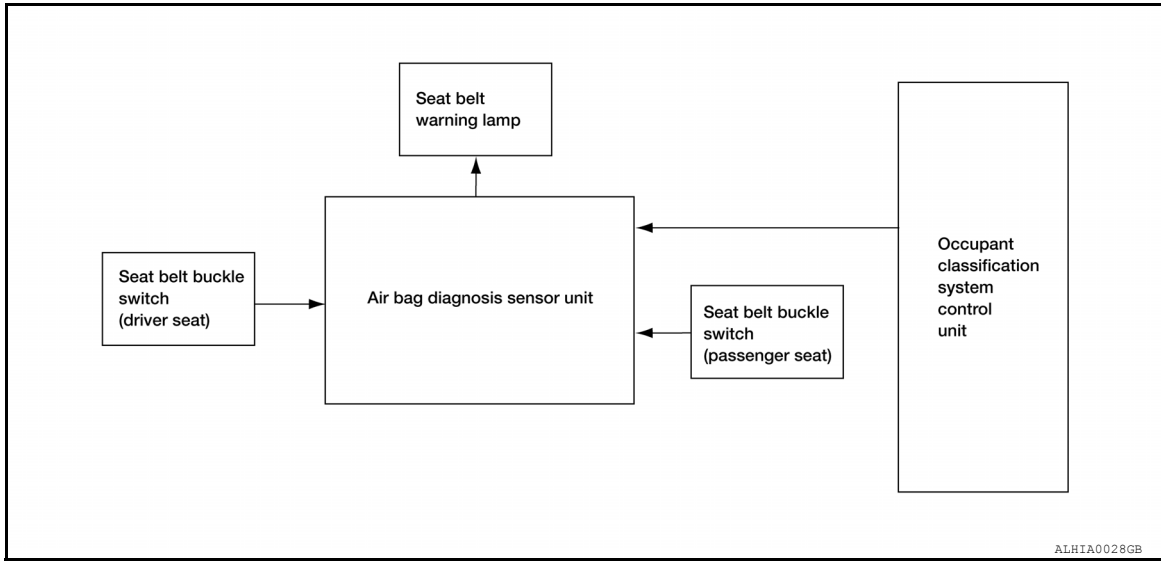 Seat belt
warning lamp
Seat belt buckle
switch
(driver seat)
Air bag diagnosis sensor unit
Seat belt buckle
switch
(passenger seat)
Occupant
classification
system
control
unit
ALHIA0028GB